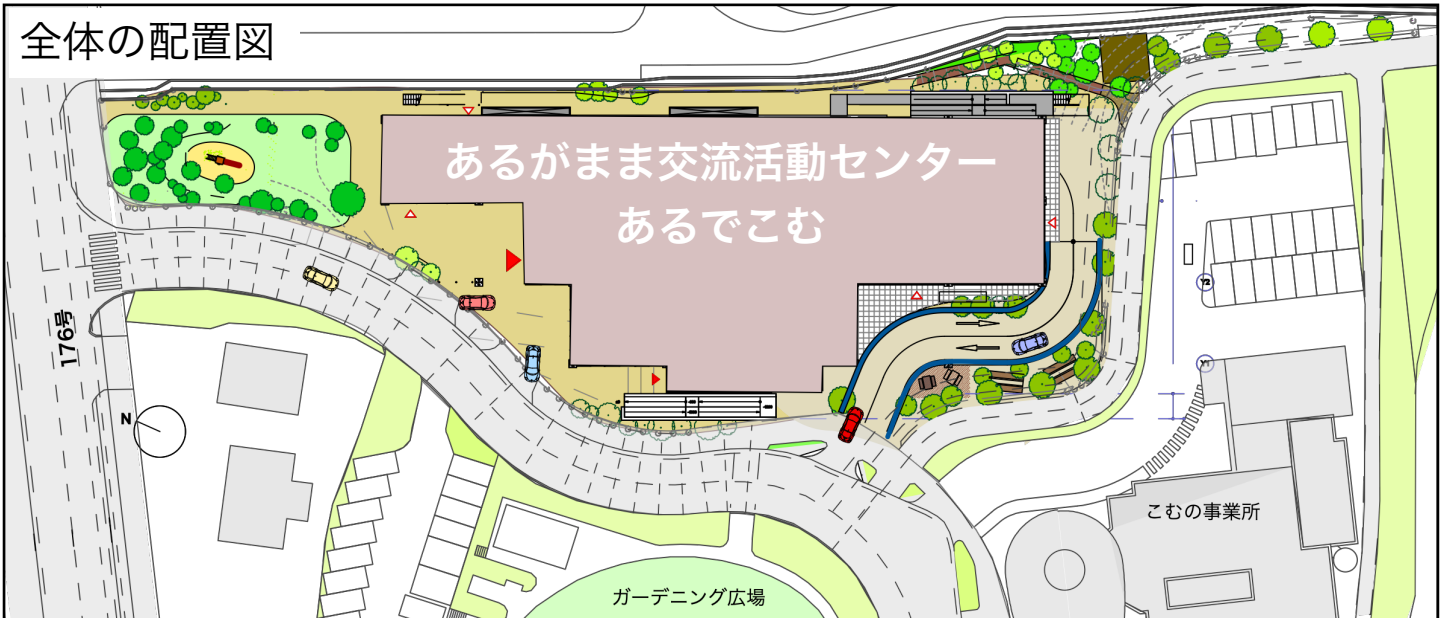 全体の配置図
あるがまま交流活動センター
あるでこむ
176号
N
Y2
Y1
こむの事業所
ガーデニング広場